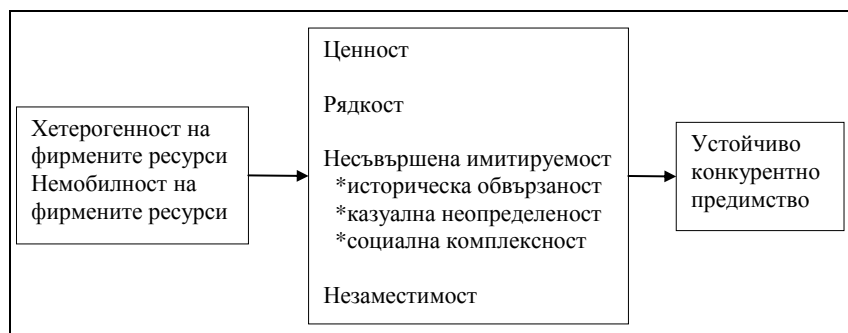 Хетерогенност на
фирмените ресурси
Немобилност на
фирмените ресурси
Ценност
Рядкост
Несъвършена имитируемост
*историческа обвързаност
*казуална неопределеност
*социална комплексност
Незаместимост
Устойчиво
конкурентно
предимство